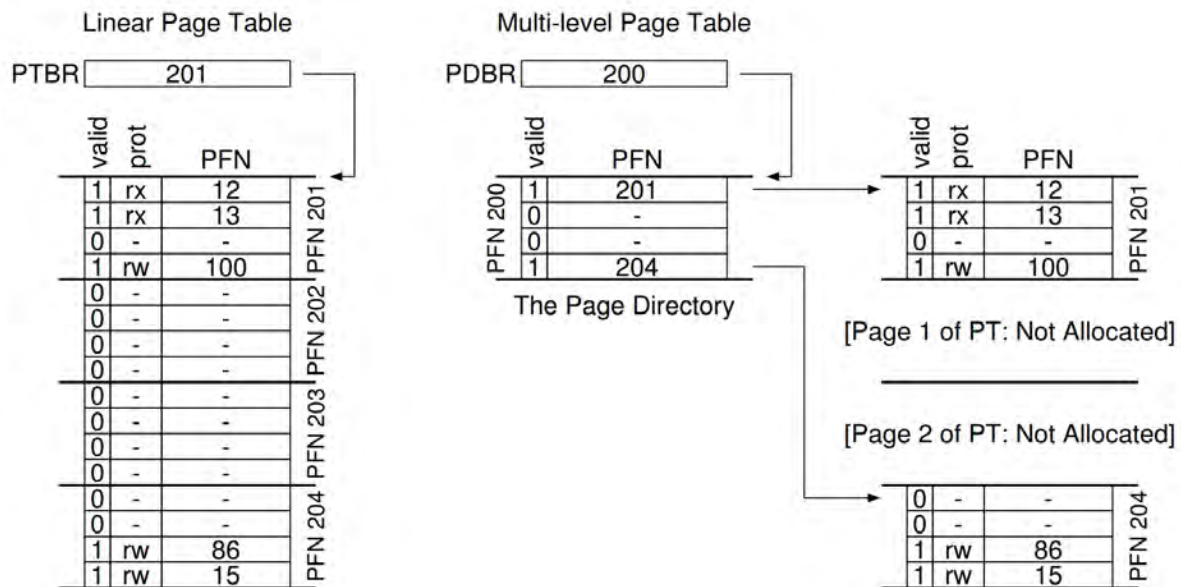 Linear Page Table
PTBR 201
valid prot PFN
1 rx 12
1 rx 13
0 - -
1 rw 100
PFN 201
0 - -
0 - -
0 - -
0 - -
PFN 202
0 - -
0 - -
0 - -
0 - -
PFN 203
0 - -
0 - -
1 rw 86
1 rw 15
PFN 204
Multi-level Page Table
PDBR 200
valid PFN
PFN 200
1 201
0 -
0 -
1 204
The Page Directory
valid prot PFN
1 rx 12
1 rx 13
0 - -
1 rw 100
PFN 201
[Page 1 of PT: Not Allocated]
[Page 2 of PT: Not Allocated]
0 - -
0 - -
1 rw 86
1 rw 15
PFN 204